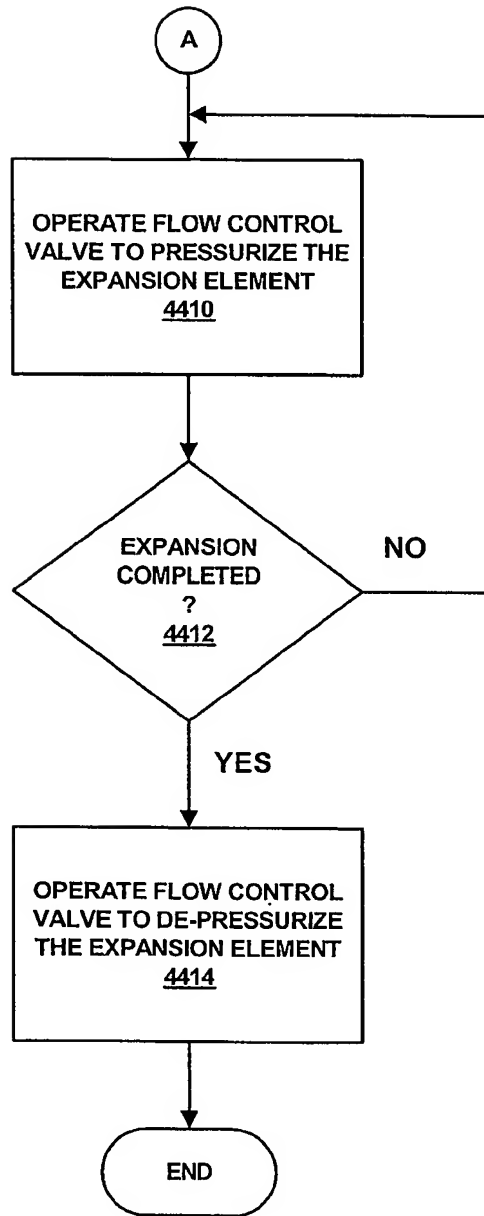 A
OPERATE FLOW CONTROL
VALVE TO PRESSURIZE THE
EXPANSION ELEMENT
4410
EXPANSION
COMPLETED
?
4412
NO
YES
OPERATE FLOW CONTROL
VALVE TO DE-PRESSURIZE
THE EXPANSION ELEMENT
4414
END